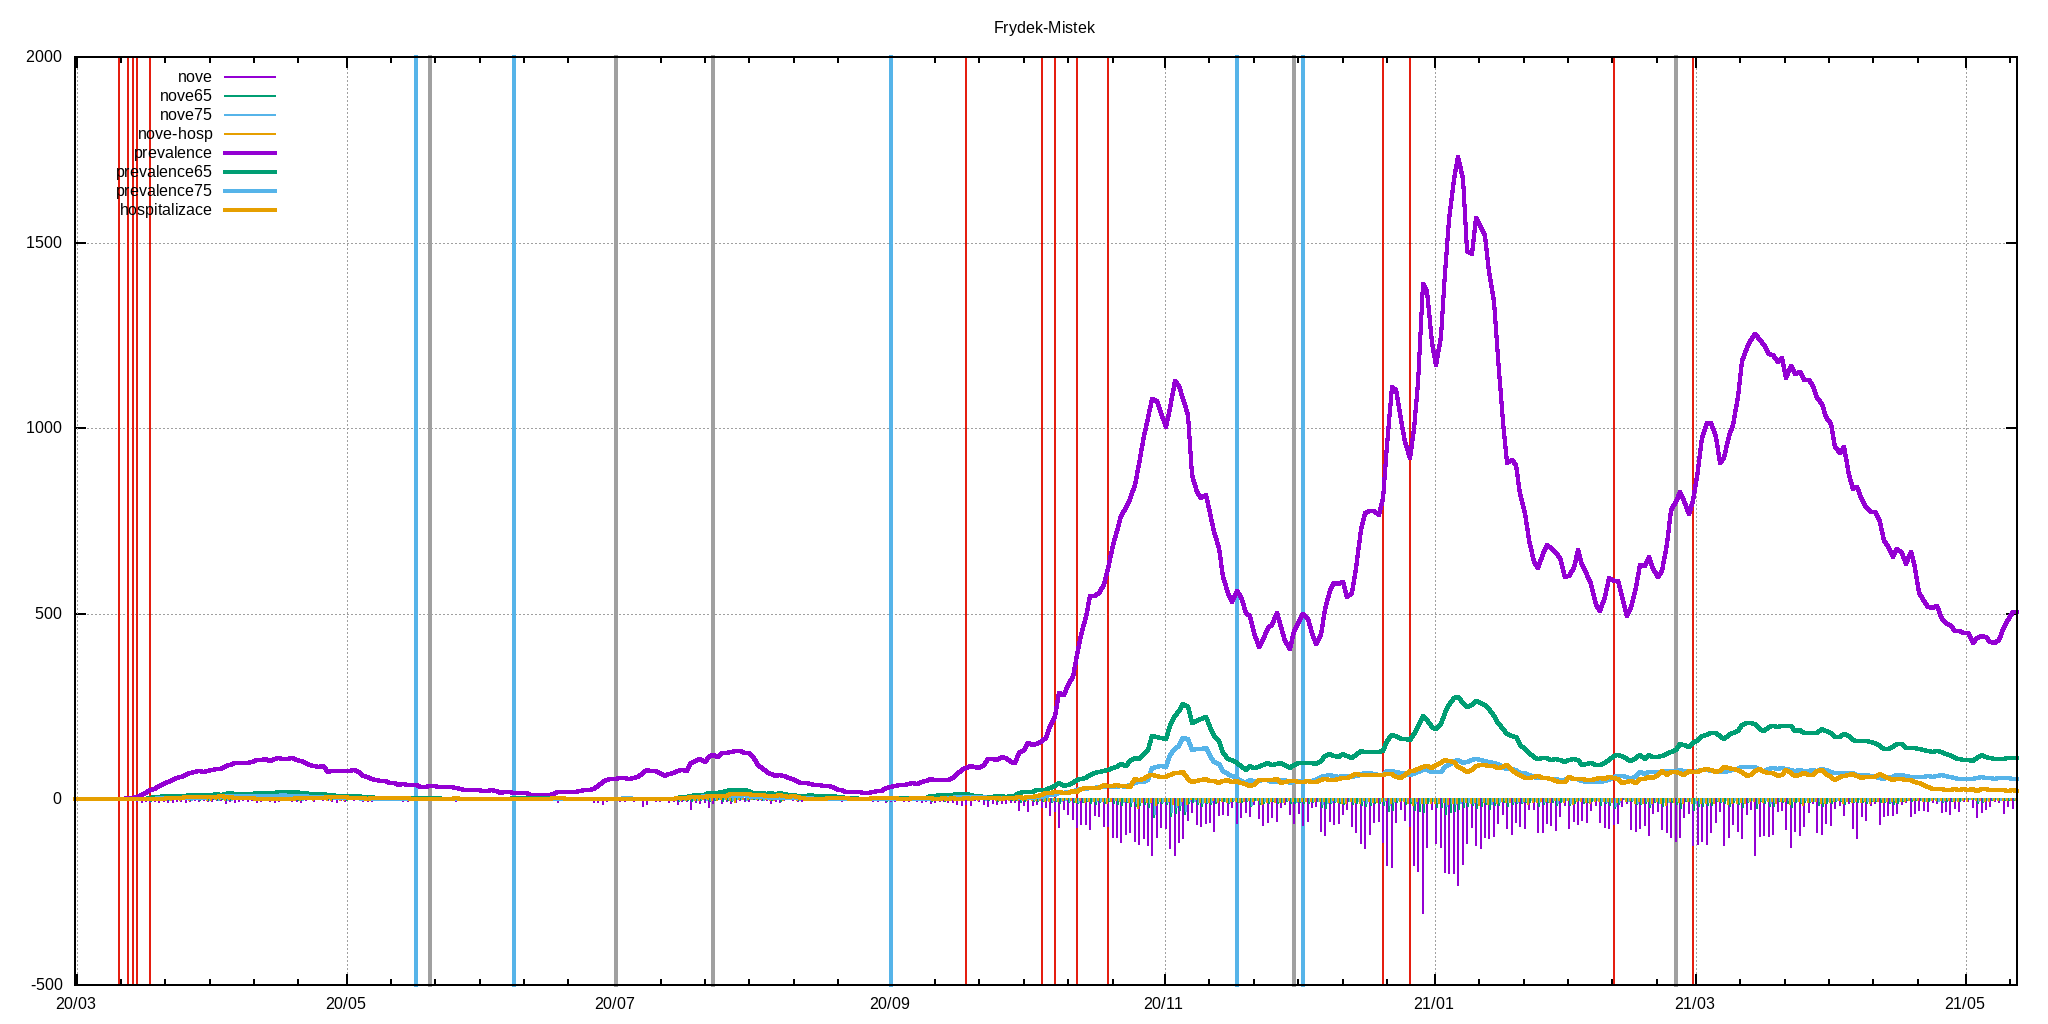 Frydek-Mistek
2000
nove
nove65
nove75
nove-hosp
prevalence
prevalence65
prevalence75
hospitalizace
1500
1000
500
0
-500
20/03 20/05 20/07 20/09 20/11 21/01 21/03 21/05